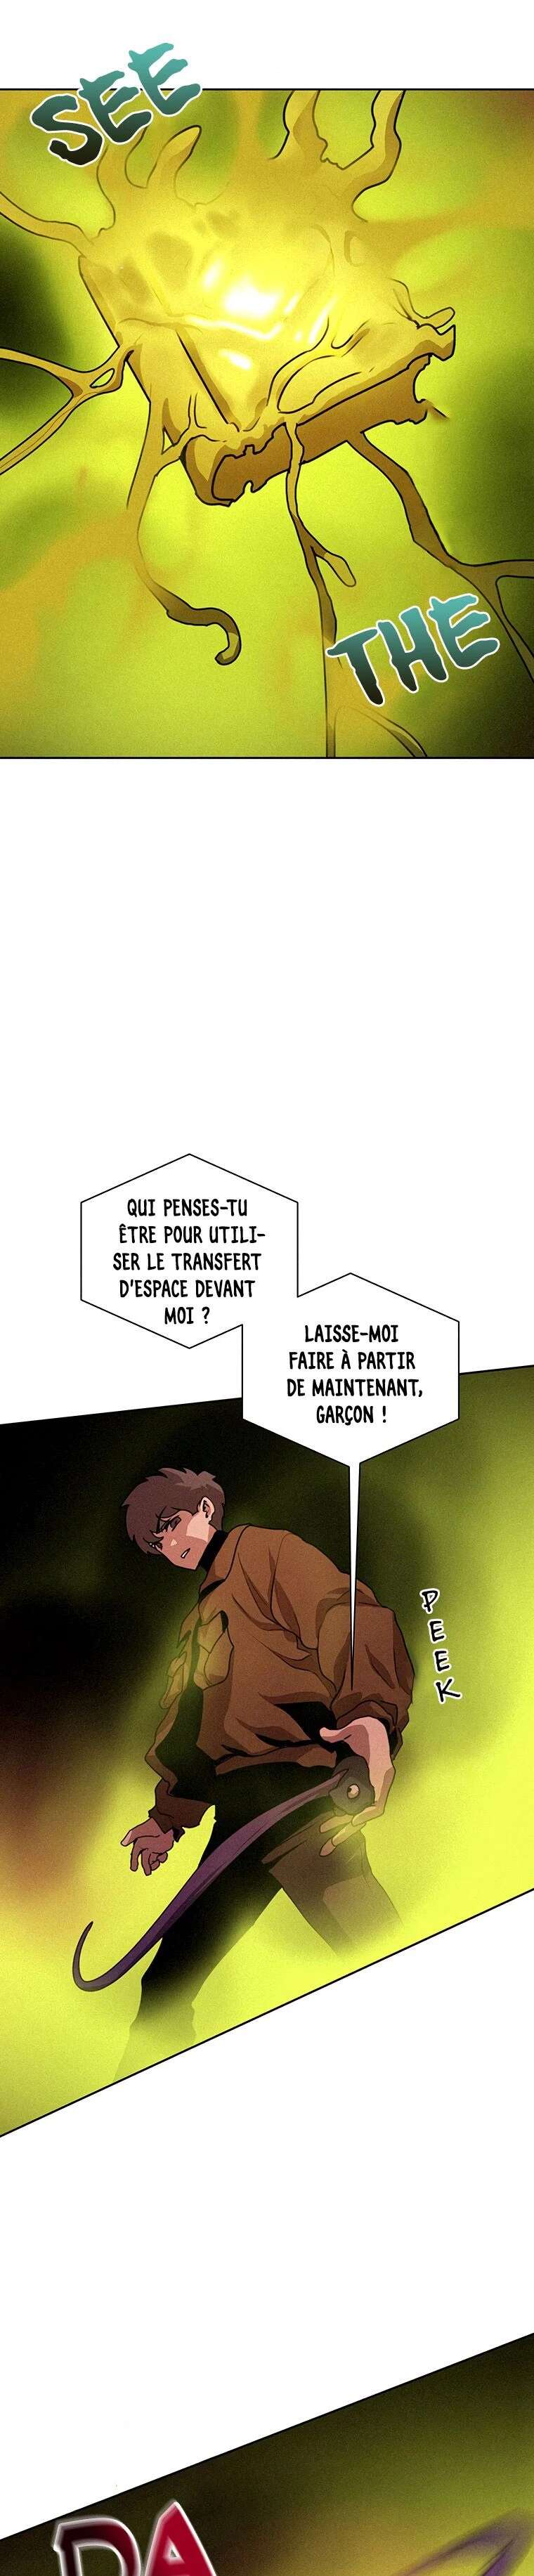 SEE
THE
QUI PENSES-TU
ÊTRE POUR UTILI-
SER LE TRANSFERT
D'ESPACE DEVANT
MOI ?
LAISSE-MOI
FAIRE À PARTIR
DE MAINTENANT,
GARÇON !
PEEK
DA